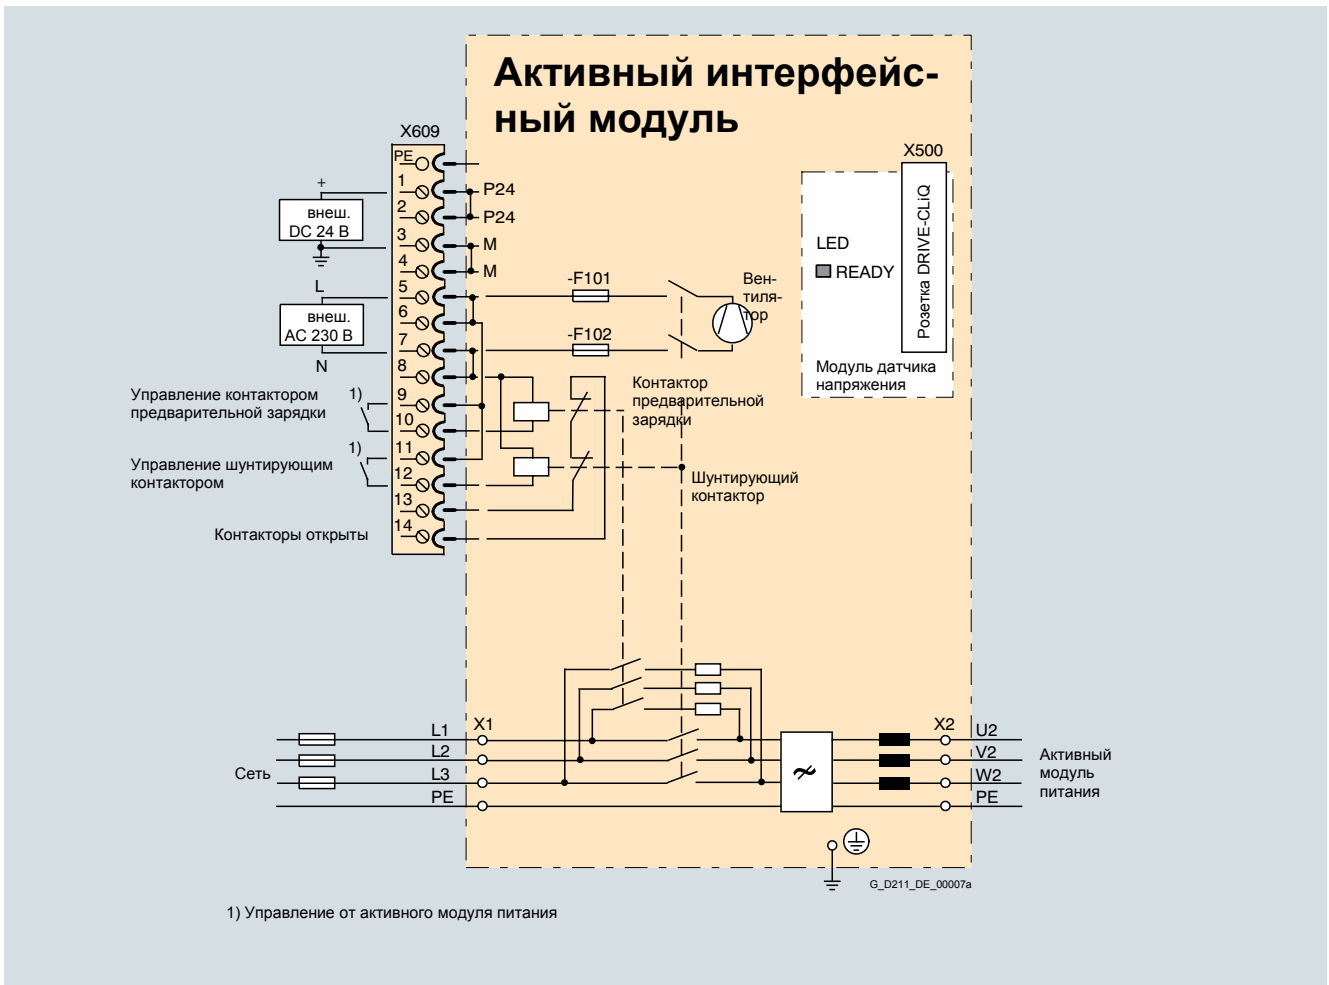 Активный интерфейс-
ный модуль
X609
PE
1
2
3
4
5
6
7
8
9
10
11
12
13
14
+
внеш.
DC 24 В
L
внеш.
AC 230 В
N
P24
P24
M
M
-F101
-F102
Вен-
тиля-
тор
X500
Розетка DRIVE-CLiQ
LED
READY
Модуль датчика
напряжения
Управление контактором
предварительной зарядки
1)
Управление шунтирующим
контактором
1)
Контакторы открыты
Контактор
предварительной
зарядки
Шунтирующий
контактор
Сеть
L1
L2
L3
PE
X1
X2
U2
V2
W2
PE
Активный
модуль
питания
G_D211_DE_00007a
1) Управление от активного модуля питания